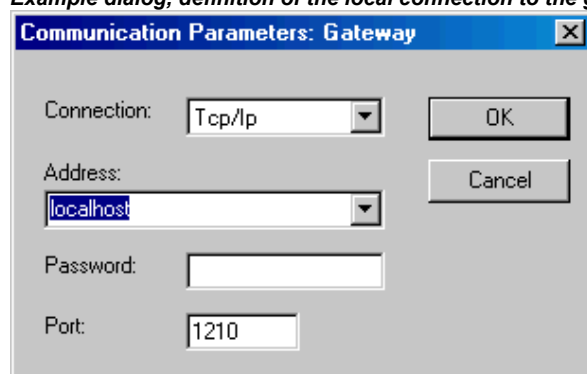 Example dialog, definition of the local connection to the g
Communication Parameters: Gateway
Connection: Tcp/Ip OK
Address: Cancel
localhost
Password:
Port: 1210